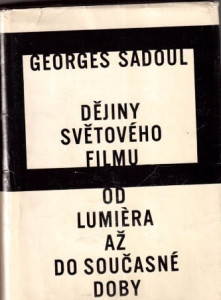 GEORGES SADOUL
DĚJINY
SVĚTOVÉHO
FILMU
OD
LUMIÈRA
AŽ
DO SOUČASNÉ
DOBY